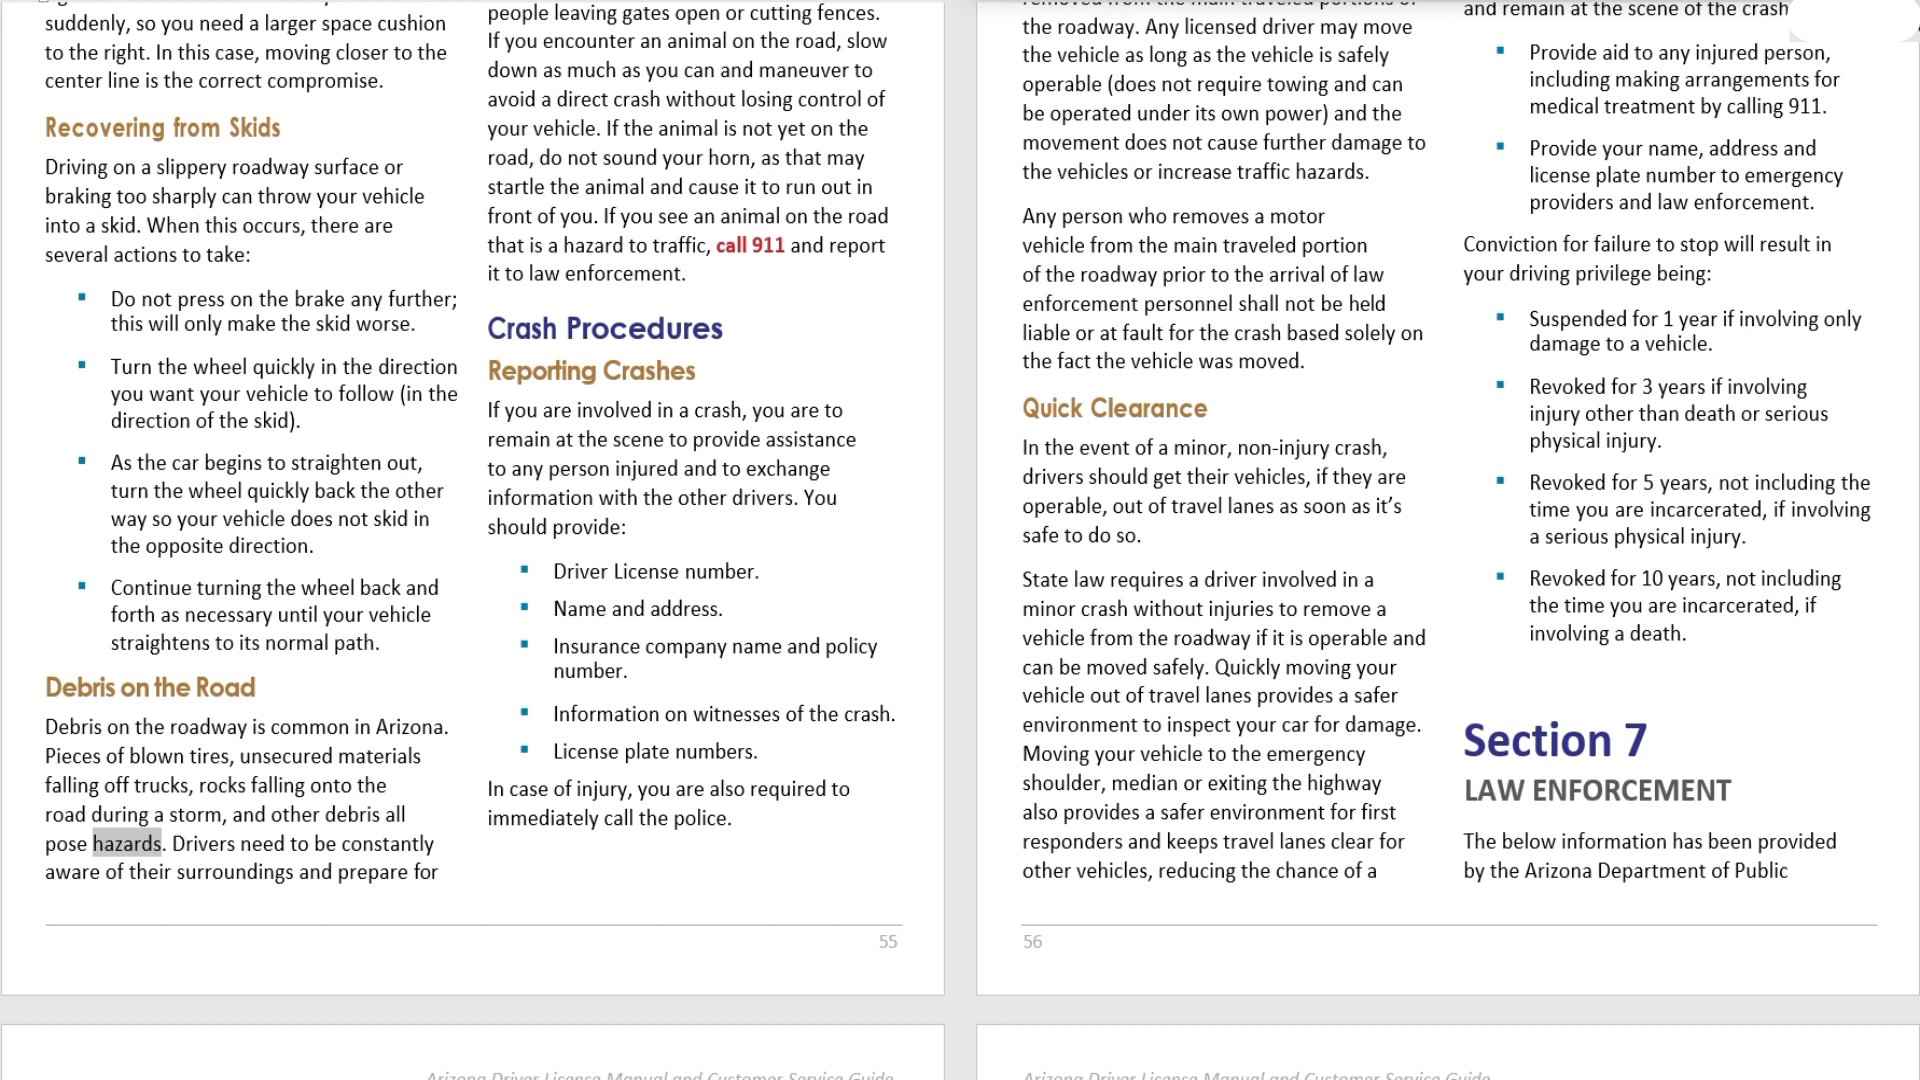 suddenly, so you need a larger space cushion
to the right. In this case, moving closer to the
center line is the correct compromise.
Recovering from Skids
Driving on a slippery roadway surface or
braking too sharply can throw your vehicle
into a skid. When this occurs, there are
several actions to take:
Do not press on the brake any further;
this will only make the skid worse.
Turn the wheel quickly in the direction
you want your vehicle to follow (in the
direction of the skid).
As the car begins to straighten out,
turn the wheel quickly back the other
way so your vehicle does not skid in
the opposite direction.
Continue turning the wheel back and
forth as necessary until your vehicle
straightens to its normal path.
Debris on the Road
Debris on the roadway is common in Arizona.
Pieces of blown tires, unsecured materials
falling off trucks, rocks falling onto the
road during a storm, and other debris all
pose hazards. Drivers need to be constantly
aware of their surroundings and prepare for
people leaving gates open or cutting fences.
If you encounter an animal on the road, slow
down as much as you can and maneuver to
avoid a direct crash without losing control of
your vehicle. If the animal is not yet on the
road, do not sound your horn, as that may
startle the animal and cause it to run out in
front of you. If you see an animal on the road
that is a hazard to traffic, call 911 and report
it to law enforcement.
Crash Procedures
Reporting Crashes
If you are involved in a crash, you are to
remain at the scene to provide assistance
to any person injured and to exchange
information with the other drivers. You
should provide:
Driver License number.
Name and address.
Insurance company name and policy
number.
Information on witnesses of the crash.
License plate numbers.
In case of injury, you are also required to
immediately call the police.
55
removed from the main traveled portions of
the roadway. Any licensed driver may move
the vehicle as long as the vehicle is safely
operable (does not require towing and can
be operated under its own power) and the
movement does not cause further damage to
the vehicles or increase traffic hazards.
Any person who removes a motor
vehicle from the main traveled portion
of the roadway prior to the arrival of law
enforcement personnel shall not be held
liable or at fault for the crash based solely on
the fact the vehicle was moved.
Quick Clearance
In the event of a minor, non-injury crash,
drivers should get their vehicles, if they are
operable, out of travel lanes as soon as it’s
safe to do so.
State law requires a driver involved in a
minor crash without injuries to remove a
vehicle from the roadway if it is operable and
can be moved safely. Quickly moving your
vehicle out of travel lanes provides a safer
environment to inspect your car for damage.
Moving your vehicle to the emergency
shoulder, median or exiting the highway
also provides a safer environment for first
responders and keeps travel lanes clear for
other vehicles, reducing the chance of a
and remain at the scene of the crash
Provide aid to any injured person,
including making arrangements for
medical treatment by calling 911.
Provide your name, address and
license plate number to emergency
providers and law enforcement.
Conviction for failure to stop will result in
your driving privilege being:
Suspended for 1 year if involving only
damage to a vehicle.
Revoked for 3 years if involving
injury other than death or serious
physical injury.
Revoked for 5 years, not including the
time you are incarcerated, if involving
a serious physical injury.
Revoked for 10 years, not including
the time you are incarcerated, if
involving a death.
Section 7
LAW ENFORCEMENT
The below information has been provided
by the Arizona Department of Public
56
Arizona Driver License Manual and Customer Service Guide
Arizona Driver License Manual and Customer Service Guide